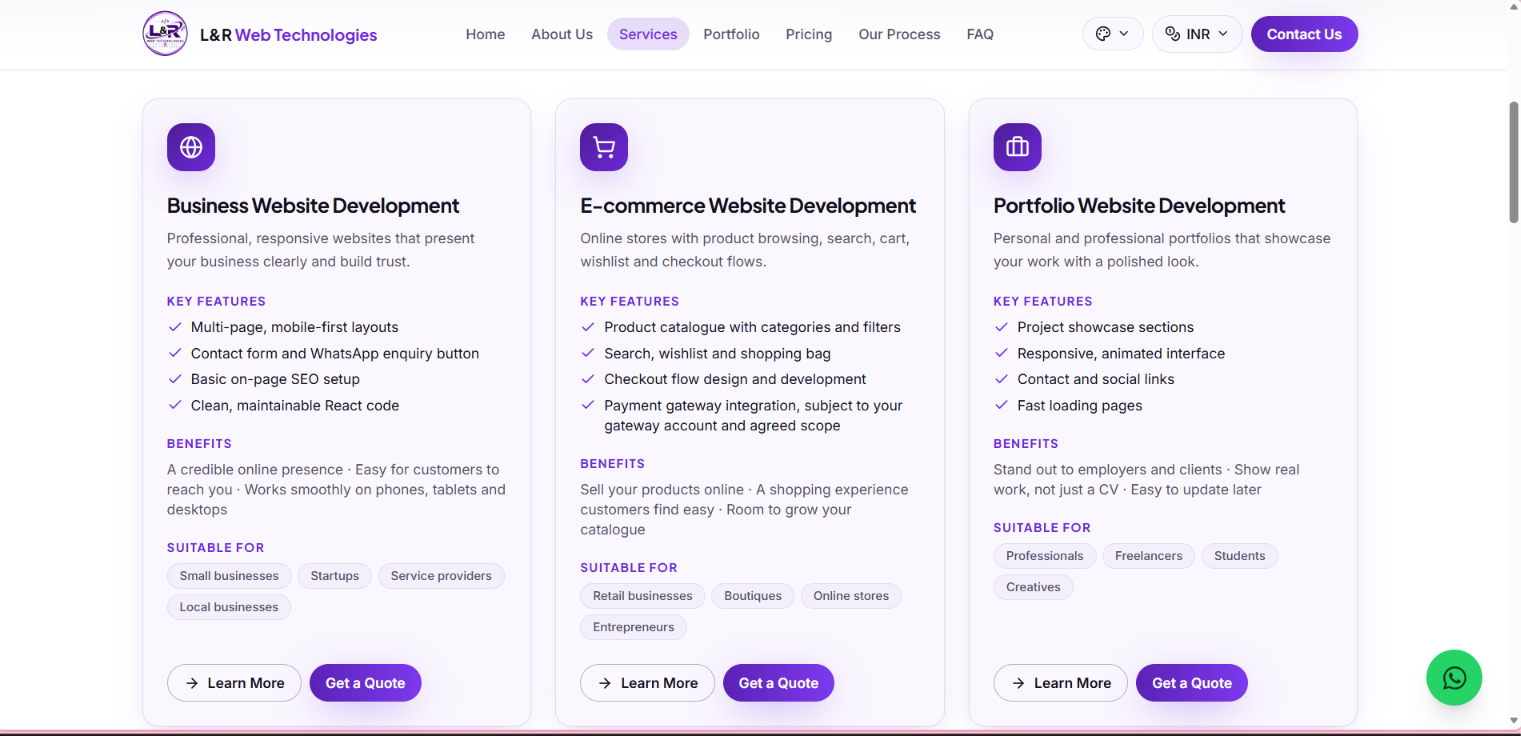 L&R Web Technologies
Home
About Us
Services
Portfolio
Pricing
Our Process
FAQ
INR
Contact Us
Business Website Development
Professional, responsive websites that present
your business clearly and build trust.
KEY FEATURES
Multi-page, mobile-first layouts
Contact form and WhatsApp enquiry button
Basic on-page SEO setup
Clean, maintainable React code
BENEFITS
A credible online presence · Easy for customers to
reach you · Works smoothly on phones, tablets and
desktops
SUITABLE FOR
Small businesses
Startups
Service providers
Local businesses
Learn More
Get a Quote
E-commerce Website Development
Online stores with product browsing, search, cart,
wishlist and checkout flows.
KEY FEATURES
Product catalogue with categories and filters
Search, wishlist and shopping bag
Checkout flow design and development
Payment gateway integration, subject to your
gateway account and agreed scope
BENEFITS
Sell your products online · A shopping experience
customers find easy · Room to grow your
catalogue
SUITABLE FOR
Retail businesses
Boutiques
Online stores
Entrepreneurs
Learn More
Get a Quote
Portfolio Website Development
Personal and professional portfolios that showcase
your work with a polished look.
KEY FEATURES
Project showcase sections
Responsive, animated interface
Contact and social links
Fast loading pages
BENEFITS
Stand out to employers and clients · Show real
work, not just a CV · Easy to update later
SUITABLE FOR
Professionals
Freelancers
Students
Creatives
Learn More
Get a Quote